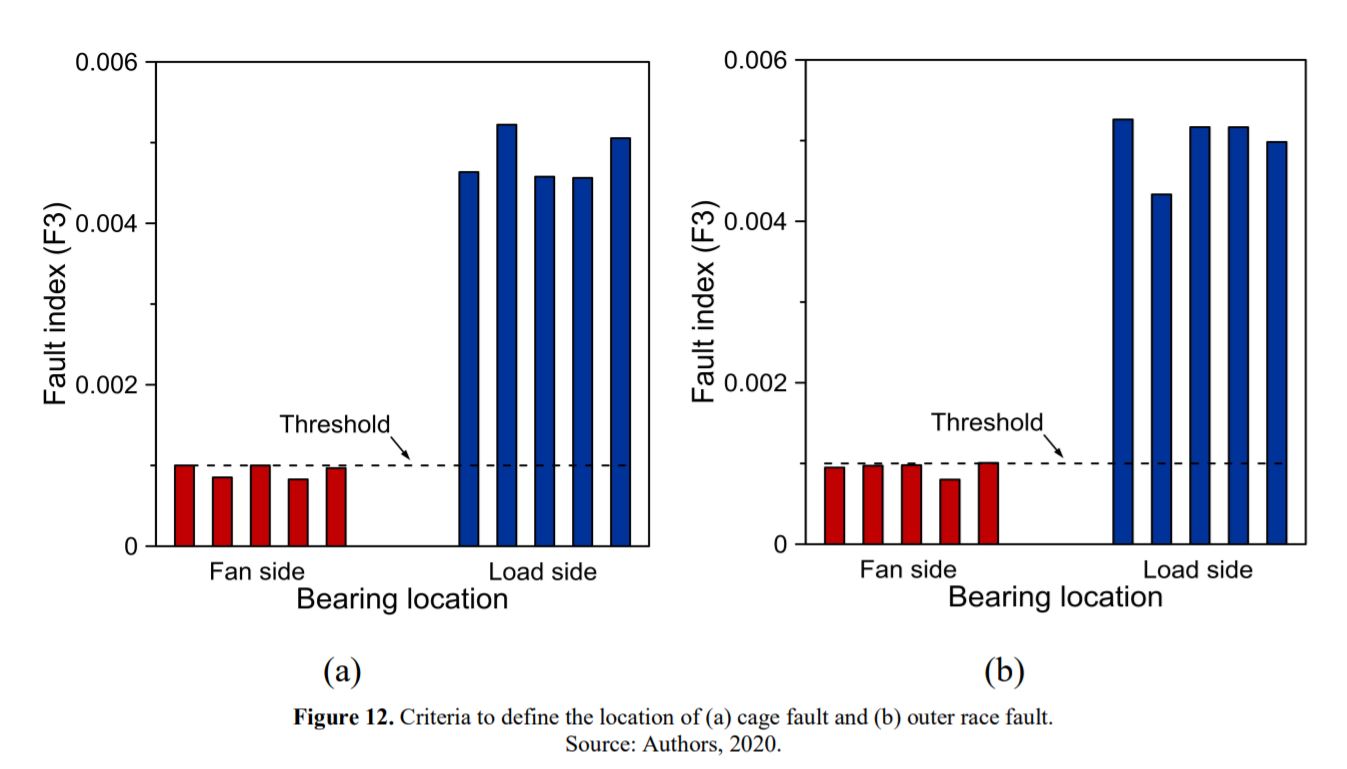 0.006
0.004
0.002
0
Fault index (F3)
Threshold
Fan side
Load side
Bearing location
(a)
0.006
0.004
0.002
0
Fault index (F3)
Threshold
Fan side
Load side
Bearing location
(b)
Figure 12. Criteria to define the location of (a) cage fault and (b) outer race fault.
Source: Authors, 2020.